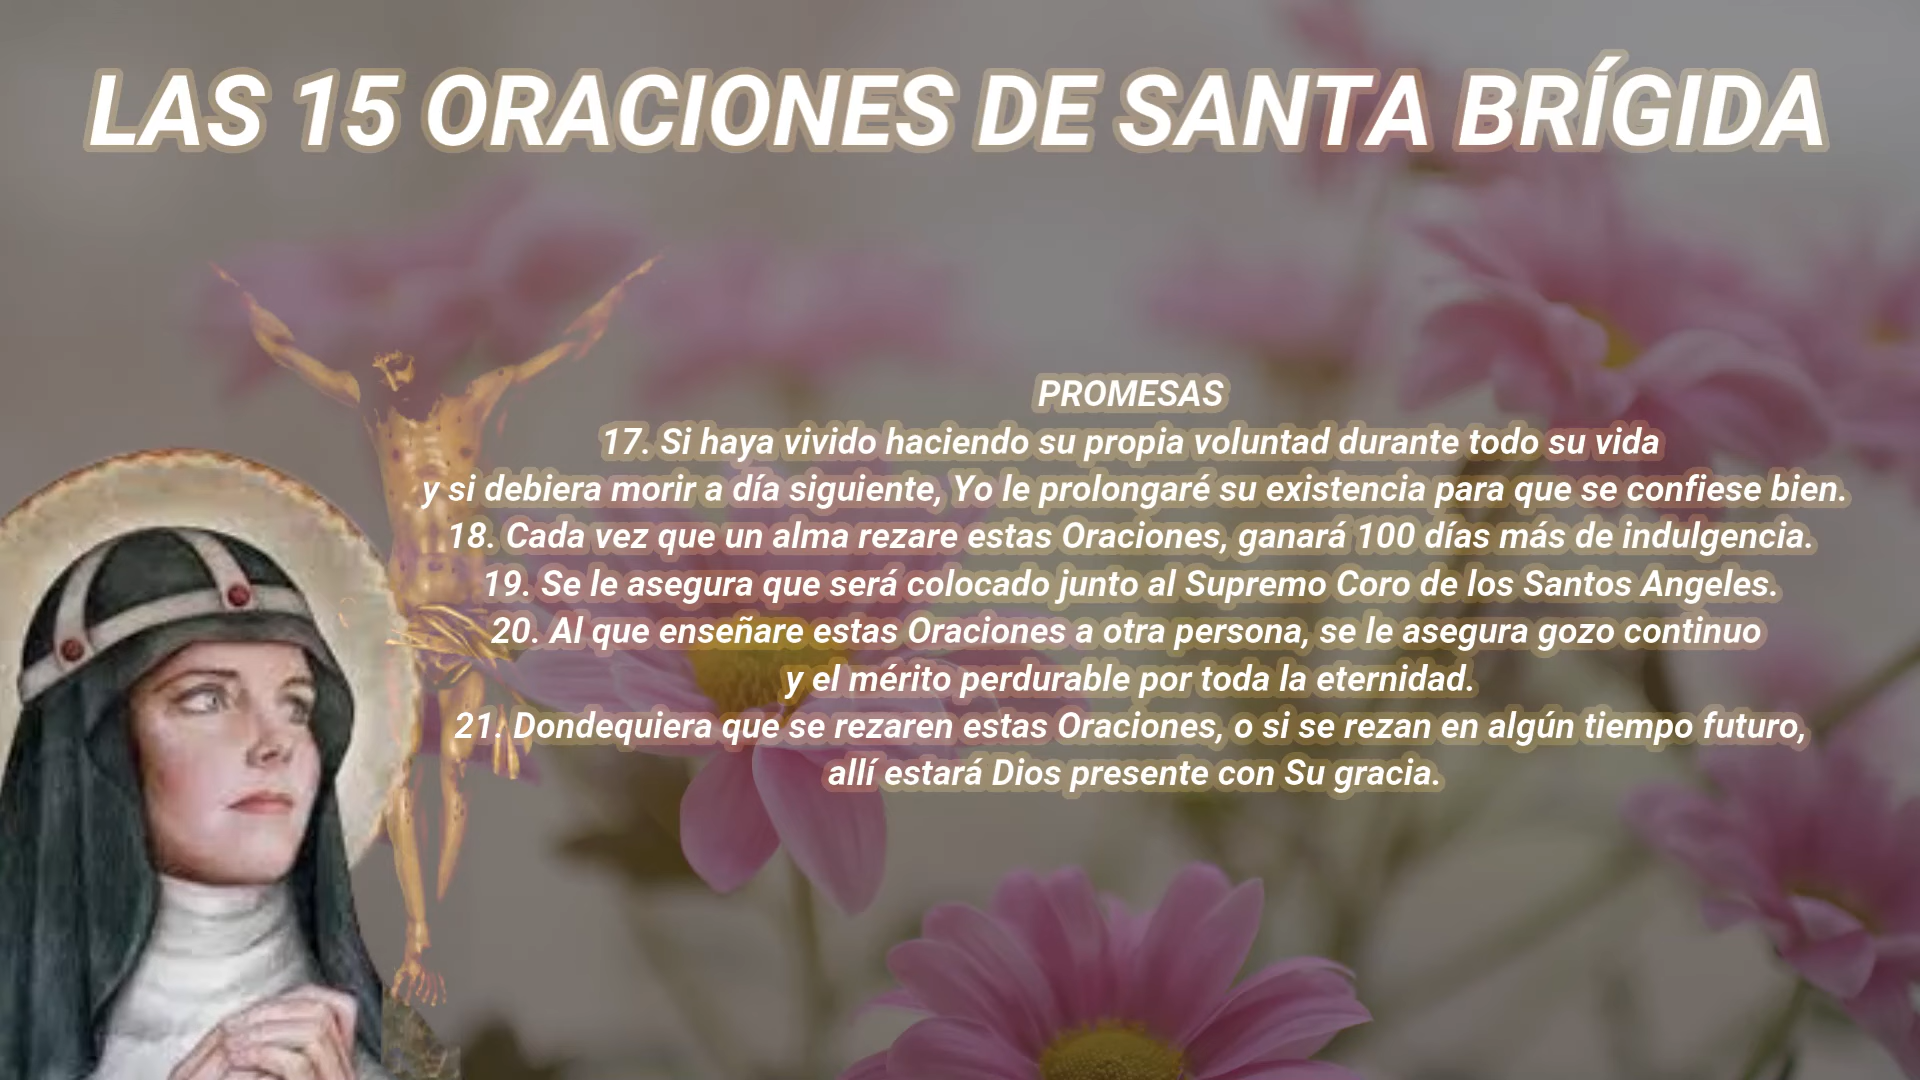 LAS 15 ORACIONES DE SANTA BRÍGIDA
PROMESAS
17. Si haya vivido haciendo su propia voluntad durante todo su vida
y si debiera morir a día siguiente, Yo le prolongaré su existencia para que se confiese bien.
18. Cada vez que un alma rezare estas Oraciones, ganará 100 días más de indulgencia.
19. Se le asegura que será colocado junto al Supremo Coro de los Santos Angeles.
20. Al que enseñare estas Oraciones a otra persona, se le asegura gozo continuo
y el mérito perdurable por toda la eternidad.
21. Dondequiera que se rezaren estas Oraciones, o si se rezan en algún tiempo futuro,
allí estará Dios presente con Su gracia.